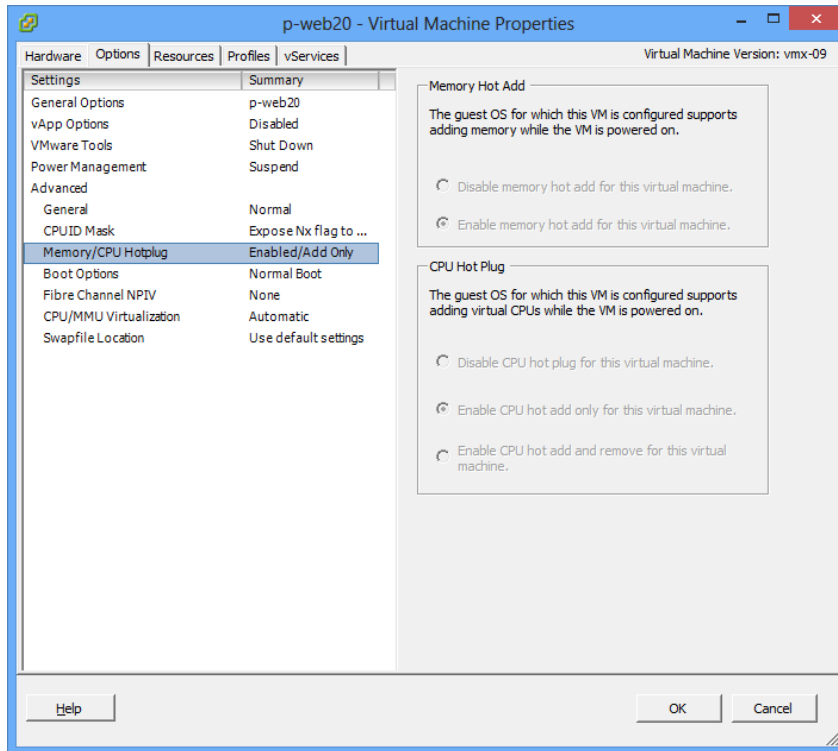 p-web20 - Virtual Machine Properties
Hardware Options Resources Profiles vServices Virtual Machine Version: vmx-09
Settings Summary
General Options p-web20
vApp Options Disabled
VMware Tools Shut Down
Power Management Suspend
Advanced
General Normal
CPUID Mask Expose Nx flag to ...
Memory/CPU Hotplug Enabled/Add Only
Boot Options Normal Boot
Fibre Channel NPIV None
CPU/MMU Virtualization Automatic
Swapfile Location Use default settings
Memory Hot Add
The guest OS for which this VM is configured supports
adding memory while the VM is powered on.
Disable memory hot add for this virtual machine.
Enable memory hot add for this virtual machine.
CPU Hot Plug
The guest OS for which this VM is configured supports
adding virtual CPUs while the VM is powered on.
Disable CPU hot plug for this virtual machine.
Enable CPU hot add only for this virtual machine.
Enable CPU hot add and remove for this virtual
machine.
Help OK Cancel